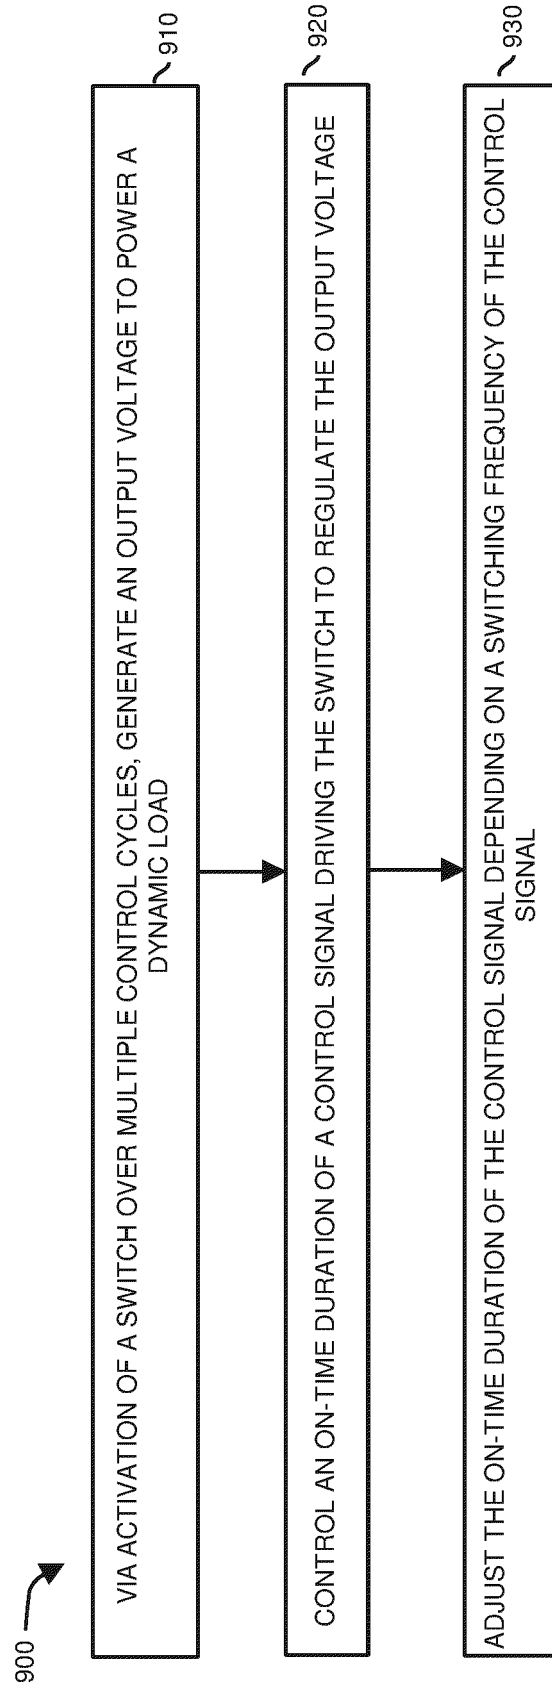 900
VIA ACTIVATION OF A SWITCH OVER MULTIPLE CONTROL CYCLES, GENERATE AN OUTPUT VOLTAGE TO POWER A
DYNAMIC LOAD
910
CONTROL AN ON-TIME DURATION OF A CONTROL SIGNAL DRIVING THE SWITCH TO REGULATE THE OUTPUT VOLTAGE
920
ADJUST THE ON-TIME DURATION OF THE CONTROL SIGNAL DEPENDING ON A SWITCHING FREQUENCY OF THE CONTROL
SIGNAL
930